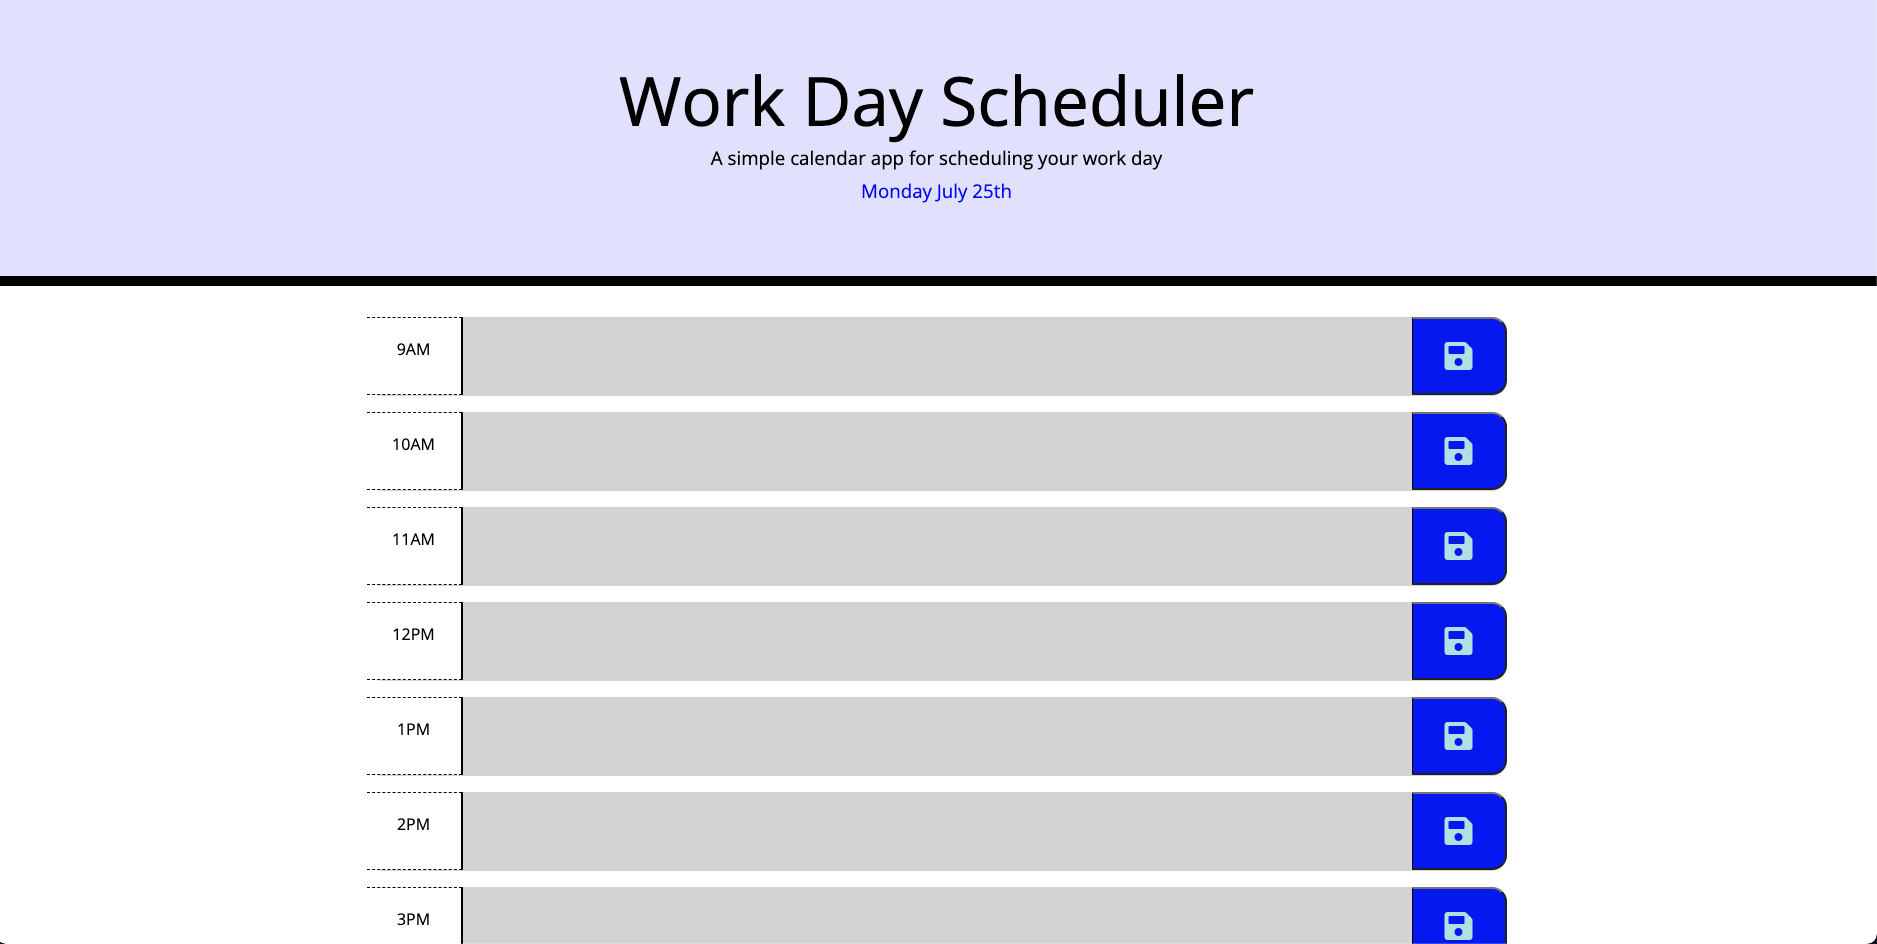 Work Day Scheduler
A simple calendar app for scheduling your work day
Monday July 25th
9AM
10AM
11AM
12PM
1PM
2PM
3PM